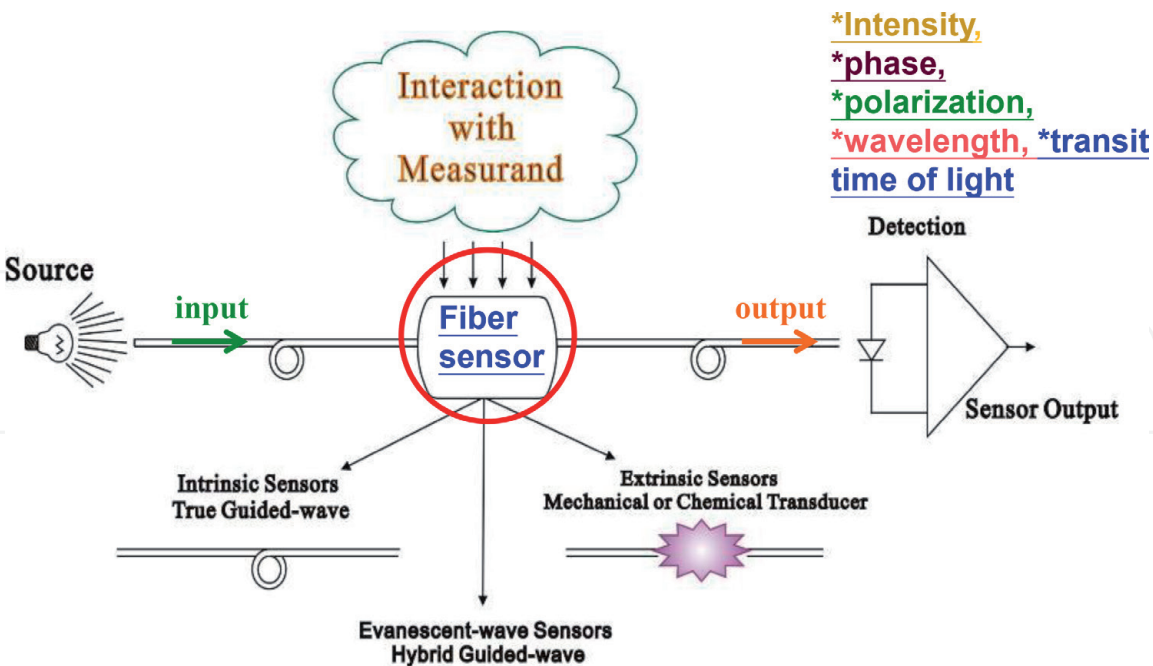 *Intensity,
*phase,
*polarization,
*wavelength, *transit
time of light
Interaction
with
Measurand
Detection
Source
input
Fiber
sensor
output
Sensor Output
Intrinsic Sensors
True Guided-wave
Extrinsic Sensors
Mechanical or Chemical Transducer
Evanescent-wave Sensors
Hybrid Guided-wave